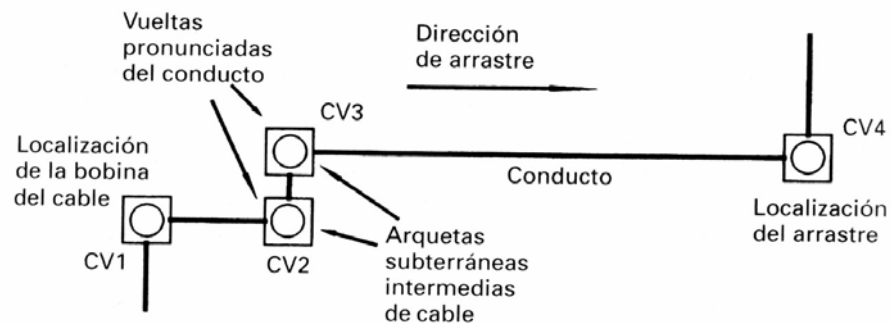 Vueltas
pronunciadas
del conducto
Dirección
de arrastre
CV3
CV4
Localización
de la bobina
del cable
Conducto
Localización
del arrastre
CV1
CV2
Arquetas
subterráneas
intermedias
de cable